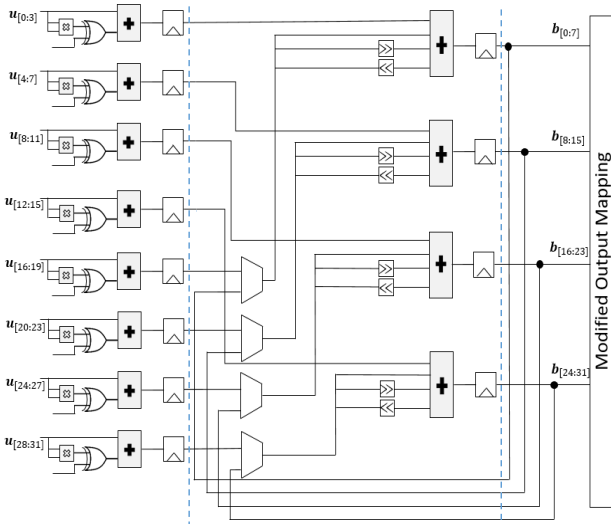 u[0:3]
b[0:7]
u[4:7]
u[8:11]
b[8:15]
u[12:15]
u[16:19]
b[16:23]
u[20:23]
u[24:27]
b[24:31]
u[28:31]
Modified Output Mapping